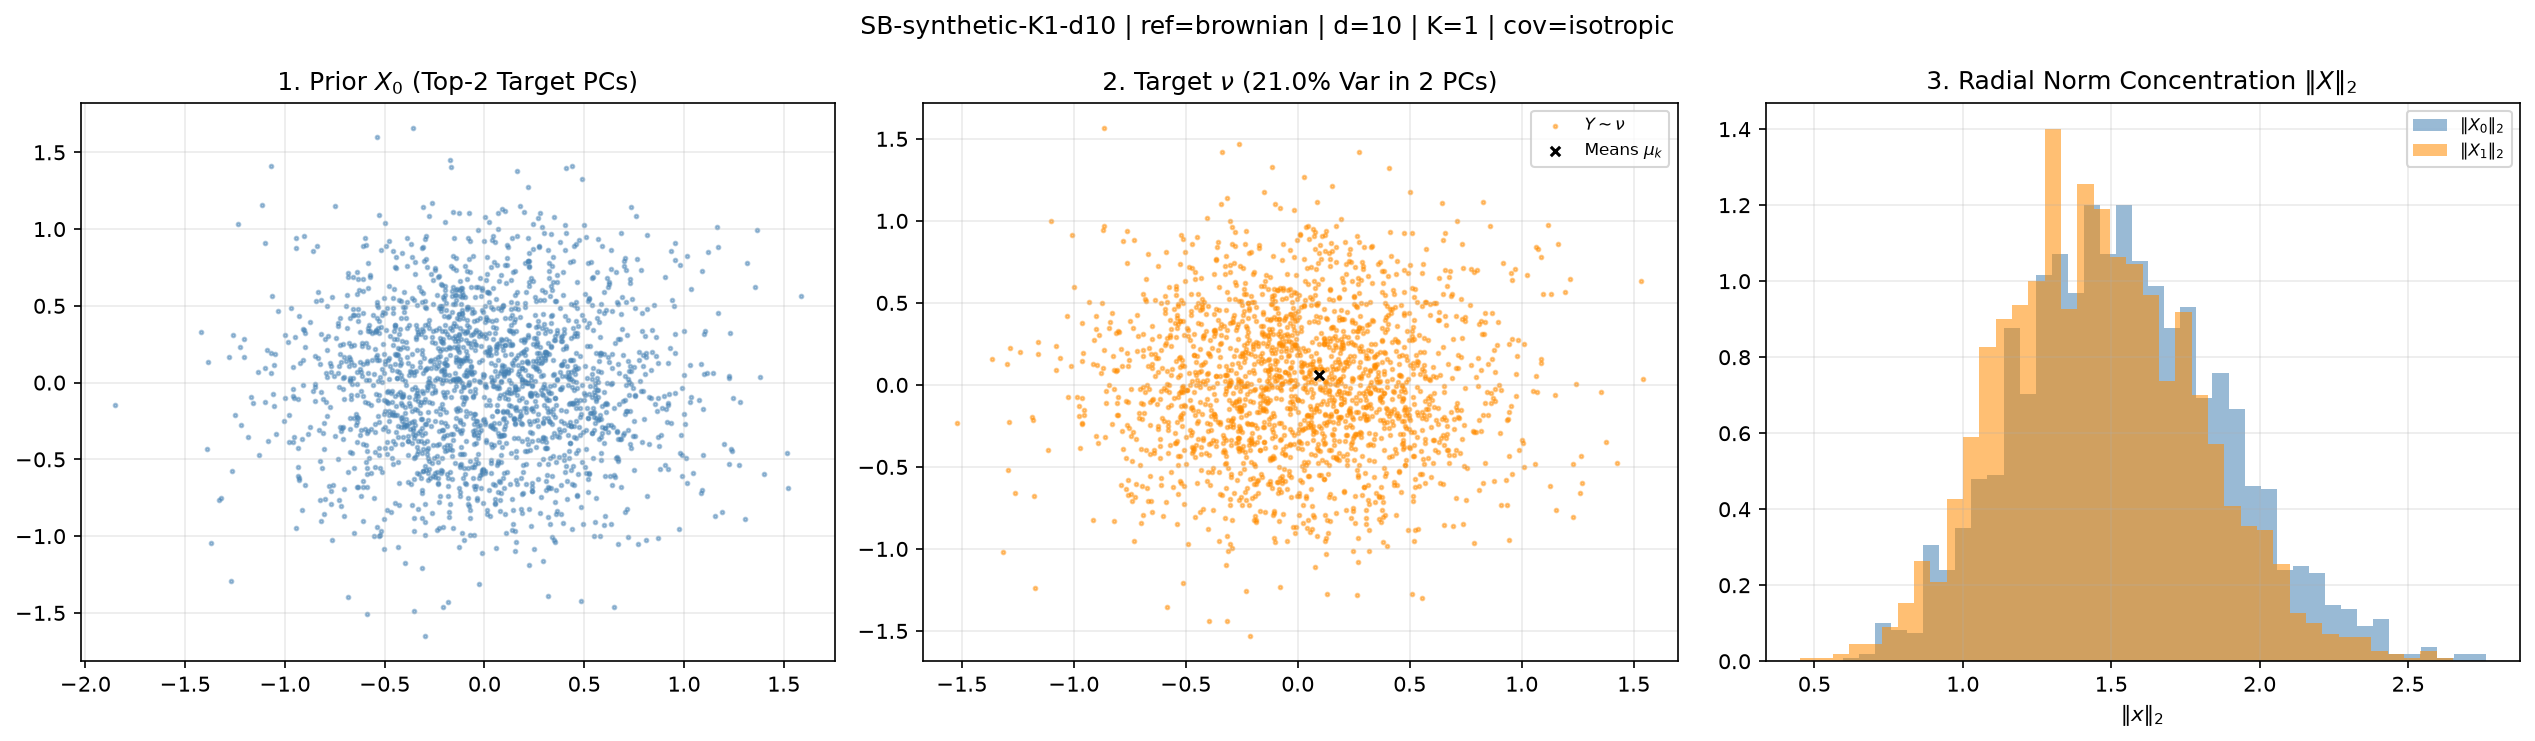 SB-synthetic-K1-d10 | ref=brownian | d=10 | K=1 | cov=isotropic
1. Prior X₀ (Top-2 Target PCs)
1.5
1.0
0.5
0.0
−0.5
−1.0
−1.5
−2.0 −1.5 −1.0 −0.5 0.0 0.5 1.0 1.5
2. Target ν (21.0% Var in 2 PCs)
Y ∼ ν
Means μₖ
1.5
1.0
0.5
0.0
−0.5
−1.0
−1.5
−1.5 −1.0 −0.5 0.0 0.5 1.0 1.5
3. Radial Norm Concentration ‖X‖₂
‖X₀‖₂
‖X₁‖₂
1.4
1.2
1.0
0.8
0.6
0.4
0.2
0.0
0.5 1.0 1.5 2.0 2.5
‖x‖₂